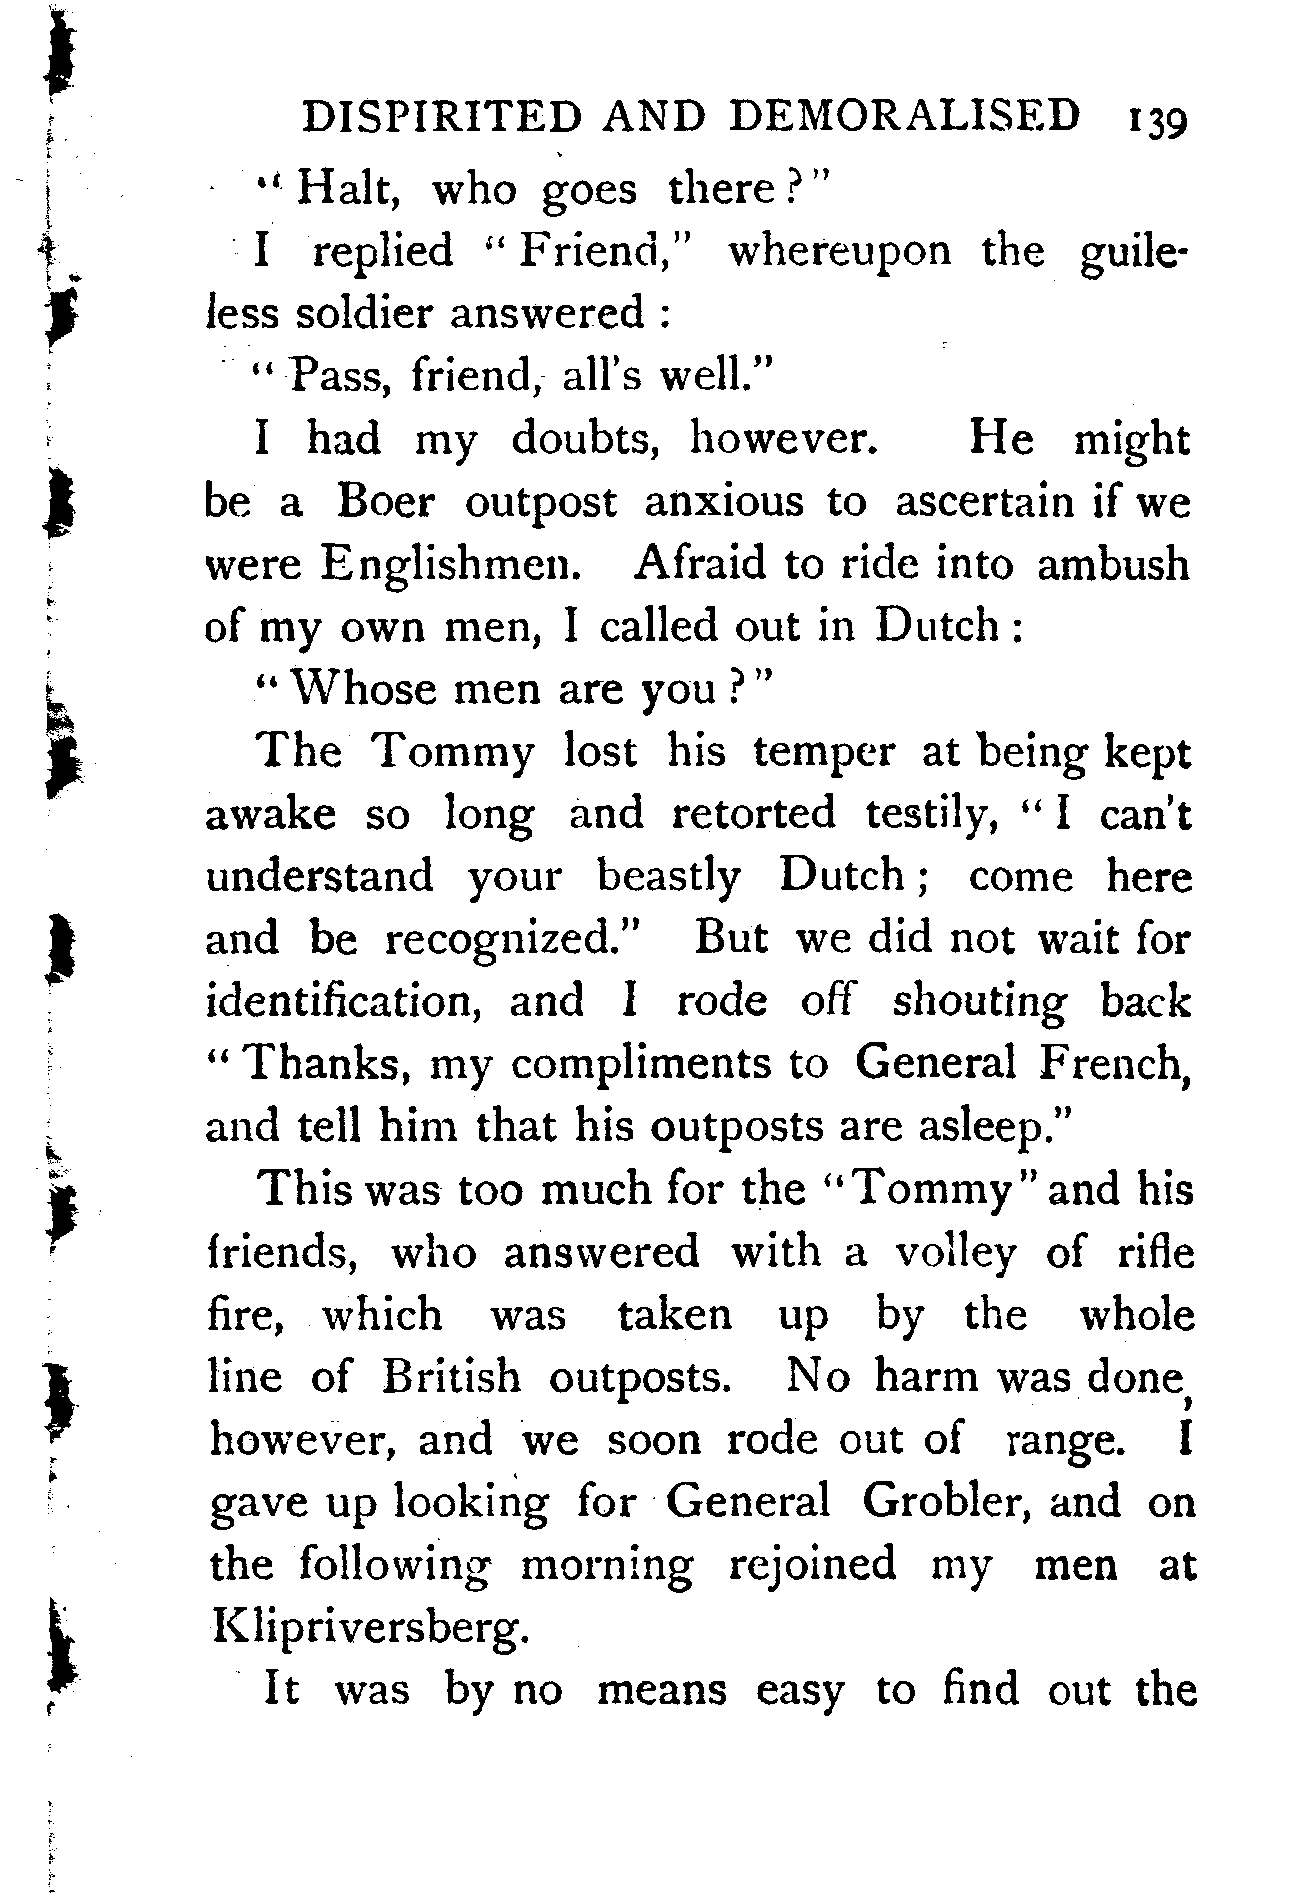 DISPIRITED AND DEMORALISED 139
"Halt, who goes there?"
I replied "Friend," whereupon the guile-
less soldier answered :
"Pass, friend, all's well."
I had my doubts, however. He might
be a Boer outpost anxious to ascertain if we
were Englishmen. Afraid to ride into ambush
of my own men, I called out in Dutch :
"Whose men are you?"
The Tommy lost his temper at being kept
awake so long and retorted testily, "I can't
understand your beastly Dutch; come here
and be recognized." But we did not wait for
identification, and I rode off shouting back
"Thanks, my compliments to General French,
and tell him that his outposts are asleep."
This was too much for the "Tommy" and his
friends, who answered with a volley of rifle
fire, which was taken up by the whole
line of British outposts. No harm was done,
however, and we soon rode out of range. I
gave up looking for General Grobler, and on
the following morning rejoined my men at
Klipriversberg.
It was by no means easy to find out the